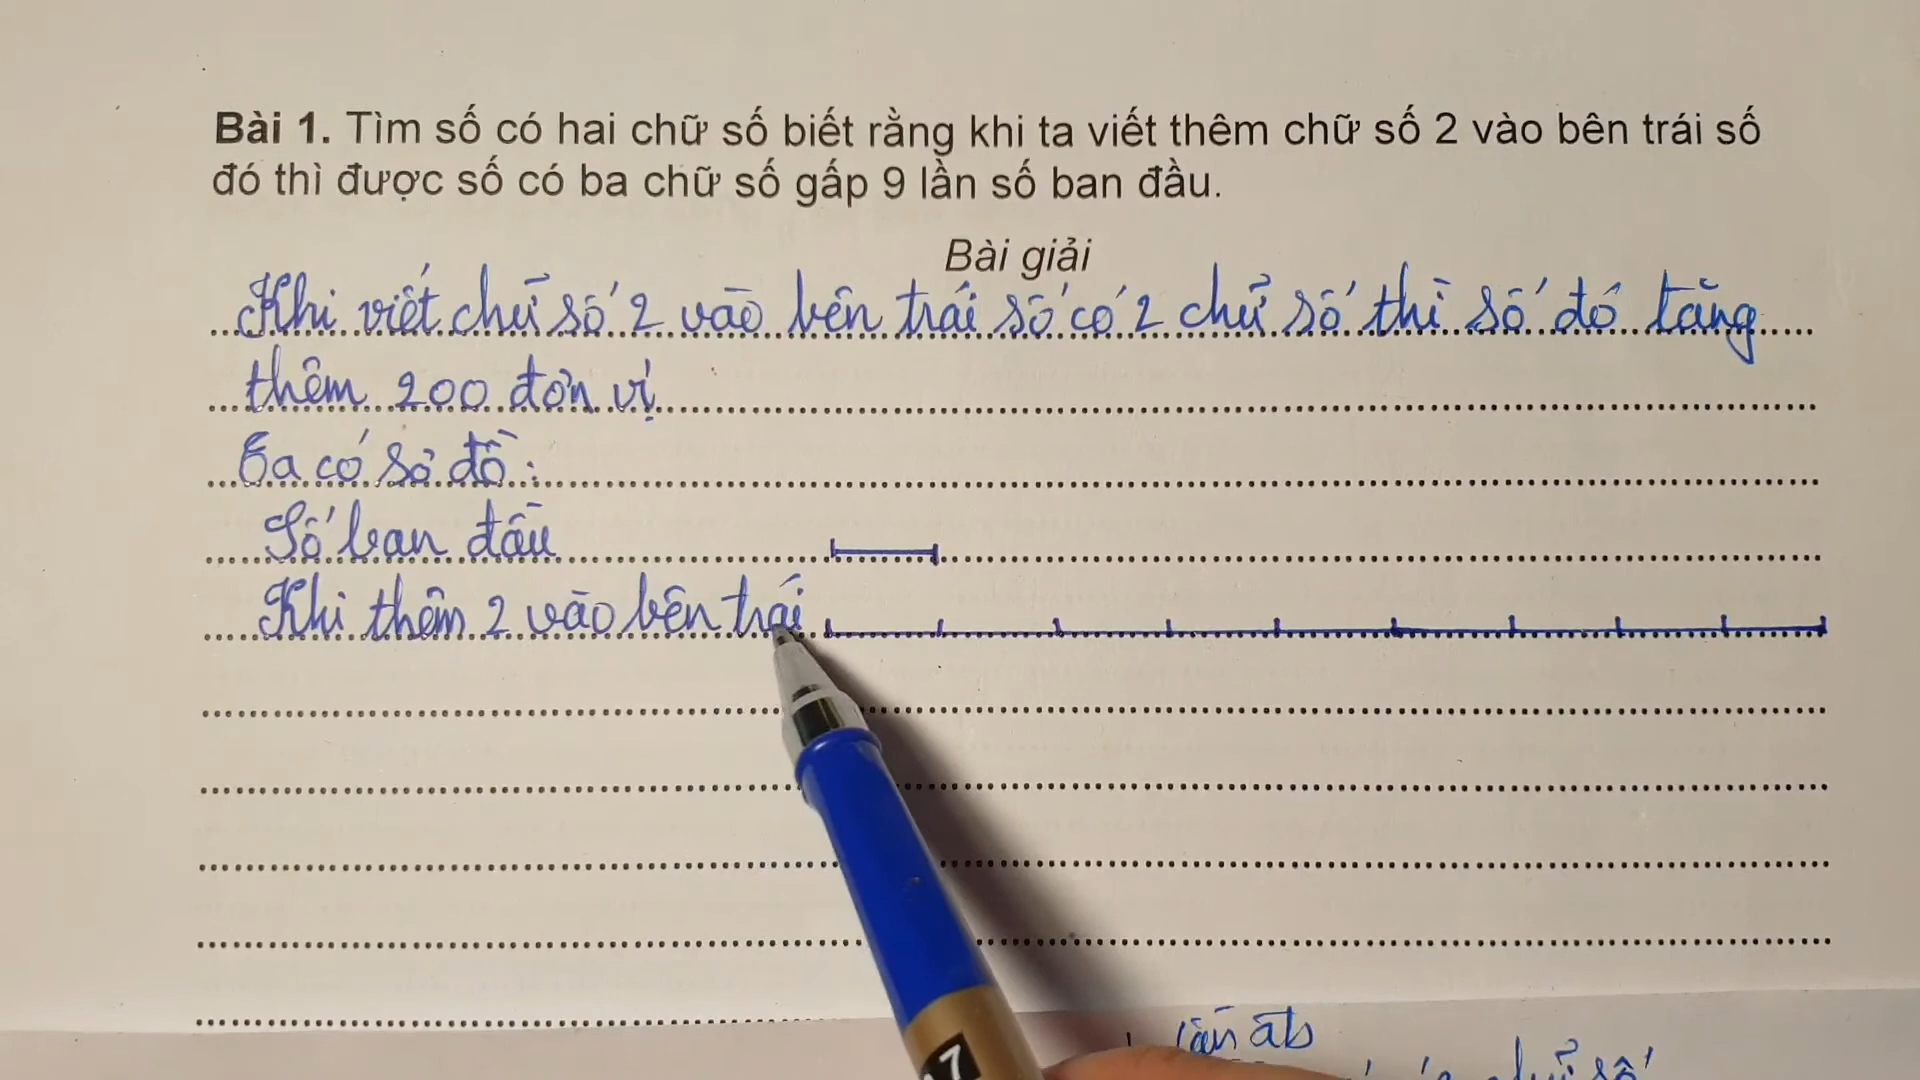 Bài 1. Tìm số có hai chữ số biết rằng khi ta viết thêm chữ số 2 vào bên trái số
đó thì được số có ba chữ số gấp 9 lần số ban đầu.
Bài giải
Khi viết chữ số 2 vào bên trái số có 2 chữ số thì số đó tăng
thêm 200 đơn vị
Ta có sơ đồ:
Số ban đầu
Khi thêm 2 vào bên trái
lần ab
chữ số
7